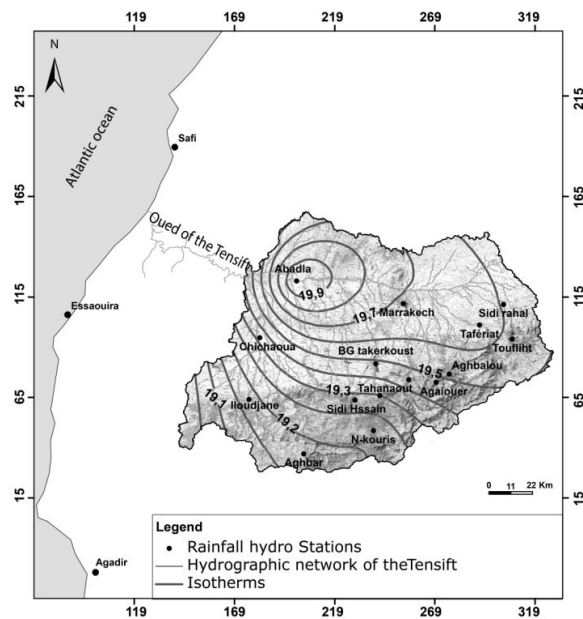 119 169 219 269 319
N
215
215
Safi
Atlantic ocean
165
165
Oued of the Tensift
Abadla
19,9
115
115
Essaouira
19,7
Marrakech
Sidi rahal
Tafériat
Toufliht
Chichaoua
BG takerkoust
Aghbalou
19,5
Tahanaout
Agaiouer
19,3
65
65
19,1
Iloudjane
Sidi Hssain
19,2
N-kouris
Aghbar
15
15
0 11 22 Km
Legend
Rainfall hydro Stations
Hydrographic network of theTensift
Isotherms
Agadir
119 169 219 269 319